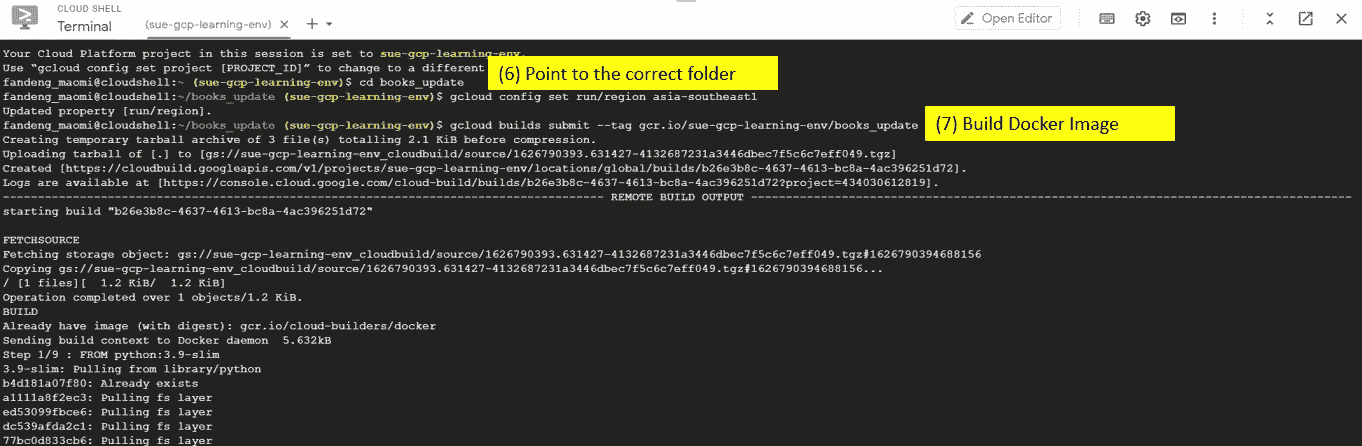 CLOUD SHELL
Terminal
(sue-gcp-learning-env)
Open Editor
Your Cloud Platform project in this session is set to sue-gcp-learning-env.
Use “gcloud config set project [PROJECT_ID]” to change to a different
(6) Point to the correct folder
fandeng_maomi@cloudshell:~ (sue-gcp-learning-env)$ cd books_update
fandeng_maomi@cloudshell:~/books_update (sue-gcp-learning-env)$ gcloud config set run/region asia-southeast1
Updated property [run/region].
fandeng_maomi@cloudshell:~/books_update (sue-gcp-learning-env)$ gcloud builds submit --tag gcr.io/sue-gcp-learning-env/books_update
(7) Build Docker Image
Creating temporary tarball archive of 3 file(s) totalling 2.1 KiB before compression.
Uploading tarball of [.] to [gs://sue-gcp-learning-env_cloudbuild/source/1626790393.631427-4132687231a3446dbec7f5c6c7eff049.tgz]
Created [https://cloudbuild.googleapis.com/v1/projects/sue-gcp-learning-env/locations/global/builds/b26e3b8c-4637-4613-bc8a-4ac396251d72].
Logs are available at [https://console.cloud.google.com/cloud-build/builds/b26e3b8c-4637-4613-bc8a-4ac396251d72?project=434030612819].
REMOTE BUILD OUTPUT
starting build "b26e3b8c-4637-4613-bc8a-4ac396251d72"
FETCHSOURCE
Fetching storage object: gs://sue-gcp-learning-env_cloudbuild/source/1626790393.631427-4132687231a3446dbec7f5c6c7eff049.tgz#1626790394688156
Copying gs://sue-gcp-learning-env_cloudbuild/source/1626790393.631427-4132687231a3446dbec7f5c6c7eff049.tgz#1626790394688156...
/ [1 files][  1.2 KiB/  1.2 KiB]
Operation completed over 1 objects/1.2 KiB.
BUILD
Already have image (with digest): gcr.io/cloud-builders/docker
Sending build context to Docker daemon  5.632kB
Step 1/9 : FROM python:3.9-slim
3.9-slim: Pulling from library/python
b4d181a07f80: Already exists
a1111a8f2ec3: Pulling fs layer
ed53099fbce6: Pulling fs layer
dc539afda2c1: Pulling fs layer
77bc0d833cb6: Pulling fs layer